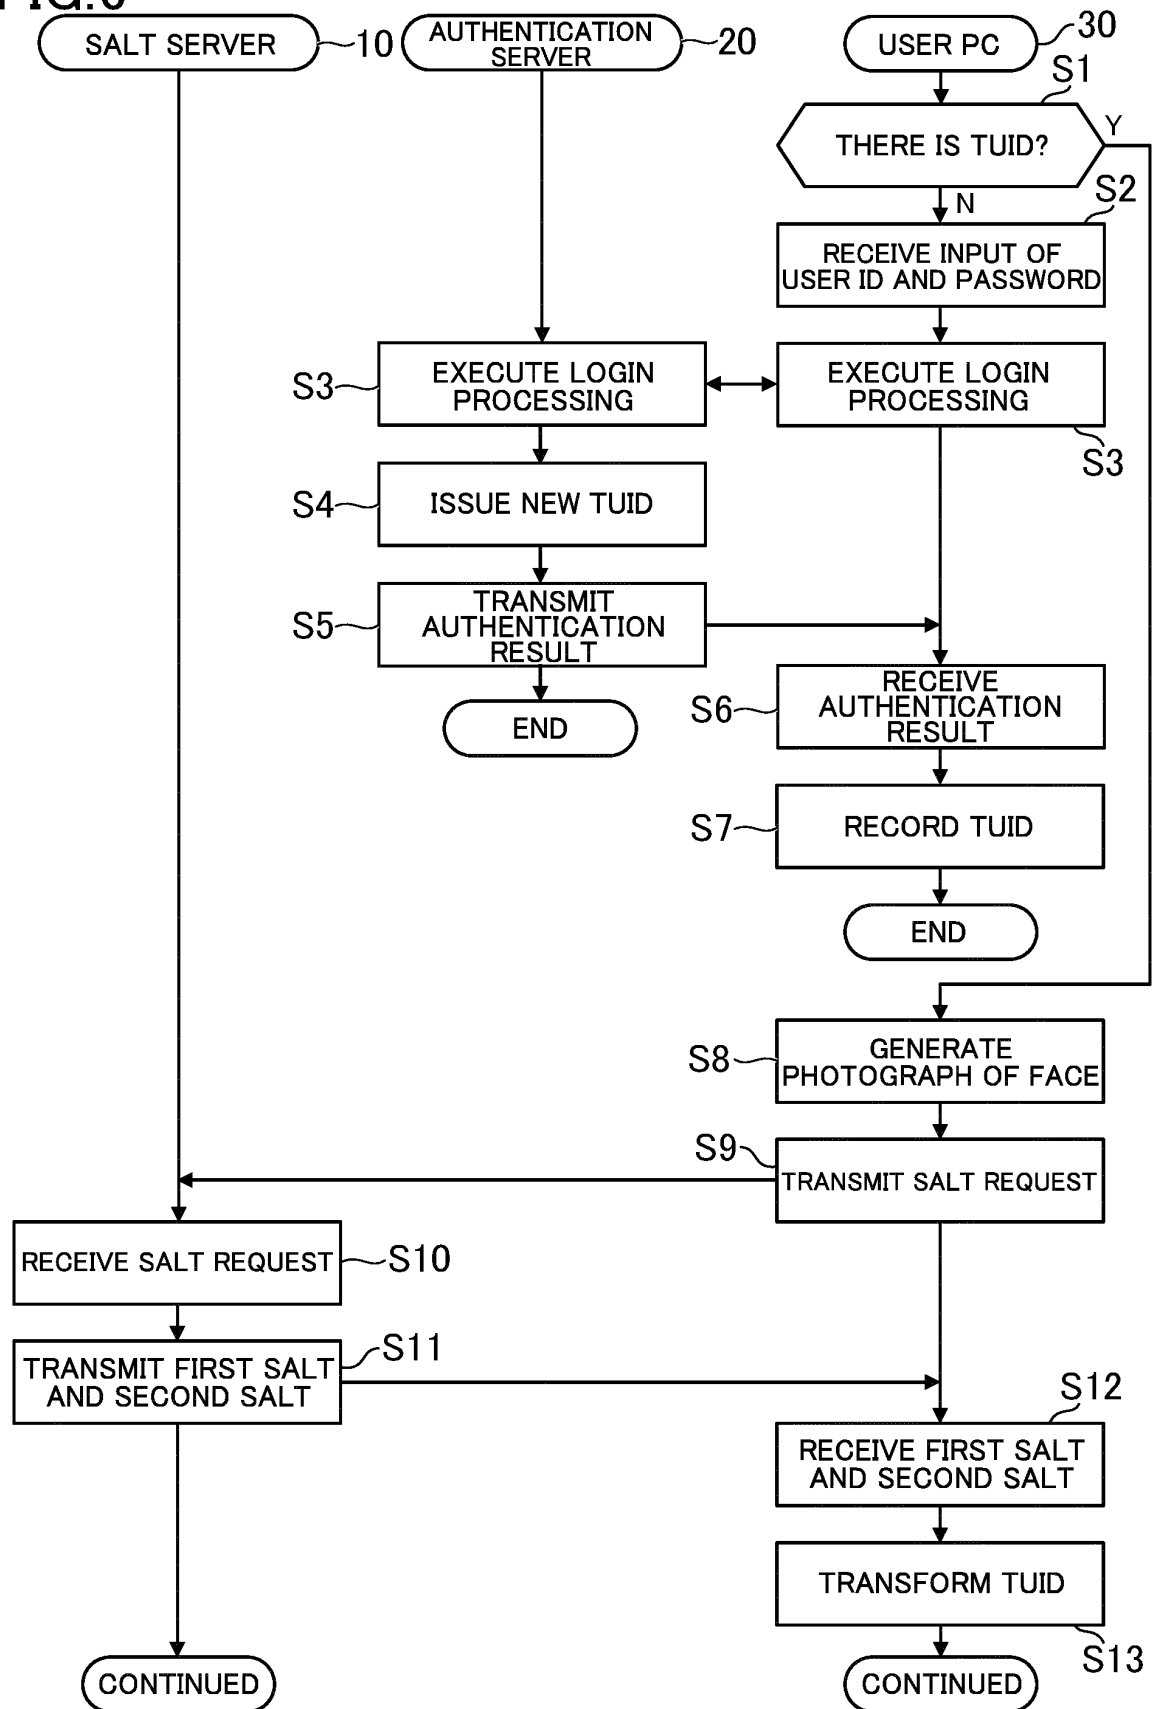 SALT SERVER
10
AUTHENTICATION
SERVER
20
USER PC
30
S1
THERE IS TUID?
Y
N
S2
RECEIVE INPUT OF
USER ID AND PASSWORD
S3
EXECUTE LOGIN
PROCESSING
EXECUTE LOGIN
PROCESSING
S3
S4
ISSUE NEW TUID
S5
TRANSMIT
AUTHENTICATION
RESULT
END
S6
RECEIVE
AUTHENTICATION
RESULT
S7
RECORD TUID
END
S8
GENERATE
PHOTOGRAPH OF FACE
S9
TRANSMIT SALT REQUEST
RECEIVE SALT REQUEST
S10
TRANSMIT FIRST SALT
AND SECOND SALT
S11
S12
RECEIVE FIRST SALT
AND SECOND SALT
TRANSFORM TUID
S13
CONTINUED
CONTINUED